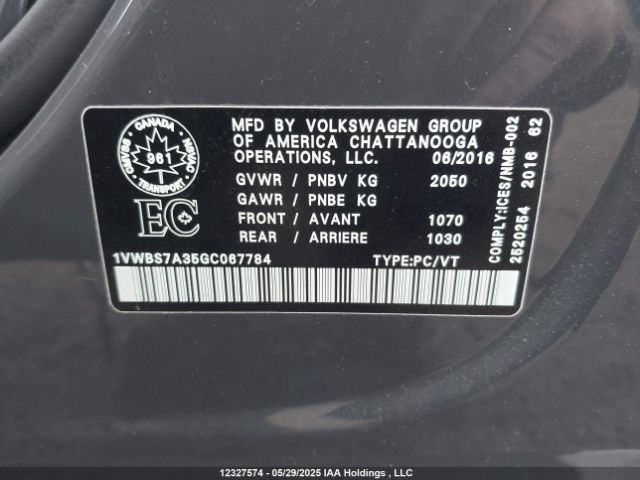 CANADA
CMVSS
NSVAC
961
TRANSPORT
EC
MFD BY VOLKSWAGEN GROUP
OF AMERICA CHATTANOOGA
OPERATIONS, LLC. 06/2016
GVWR / PNBV KG 2050
GAWR / PNBE KG
FRONT / AVANT 1070
REAR / ARRIERE 1030
1VWBS7A35GC067784 TYPE:PC/VT
COMPLY:ICES/NMB-002
2520254 2016 62
12327574 - 05/29/2025 IAA Holdings , LLC